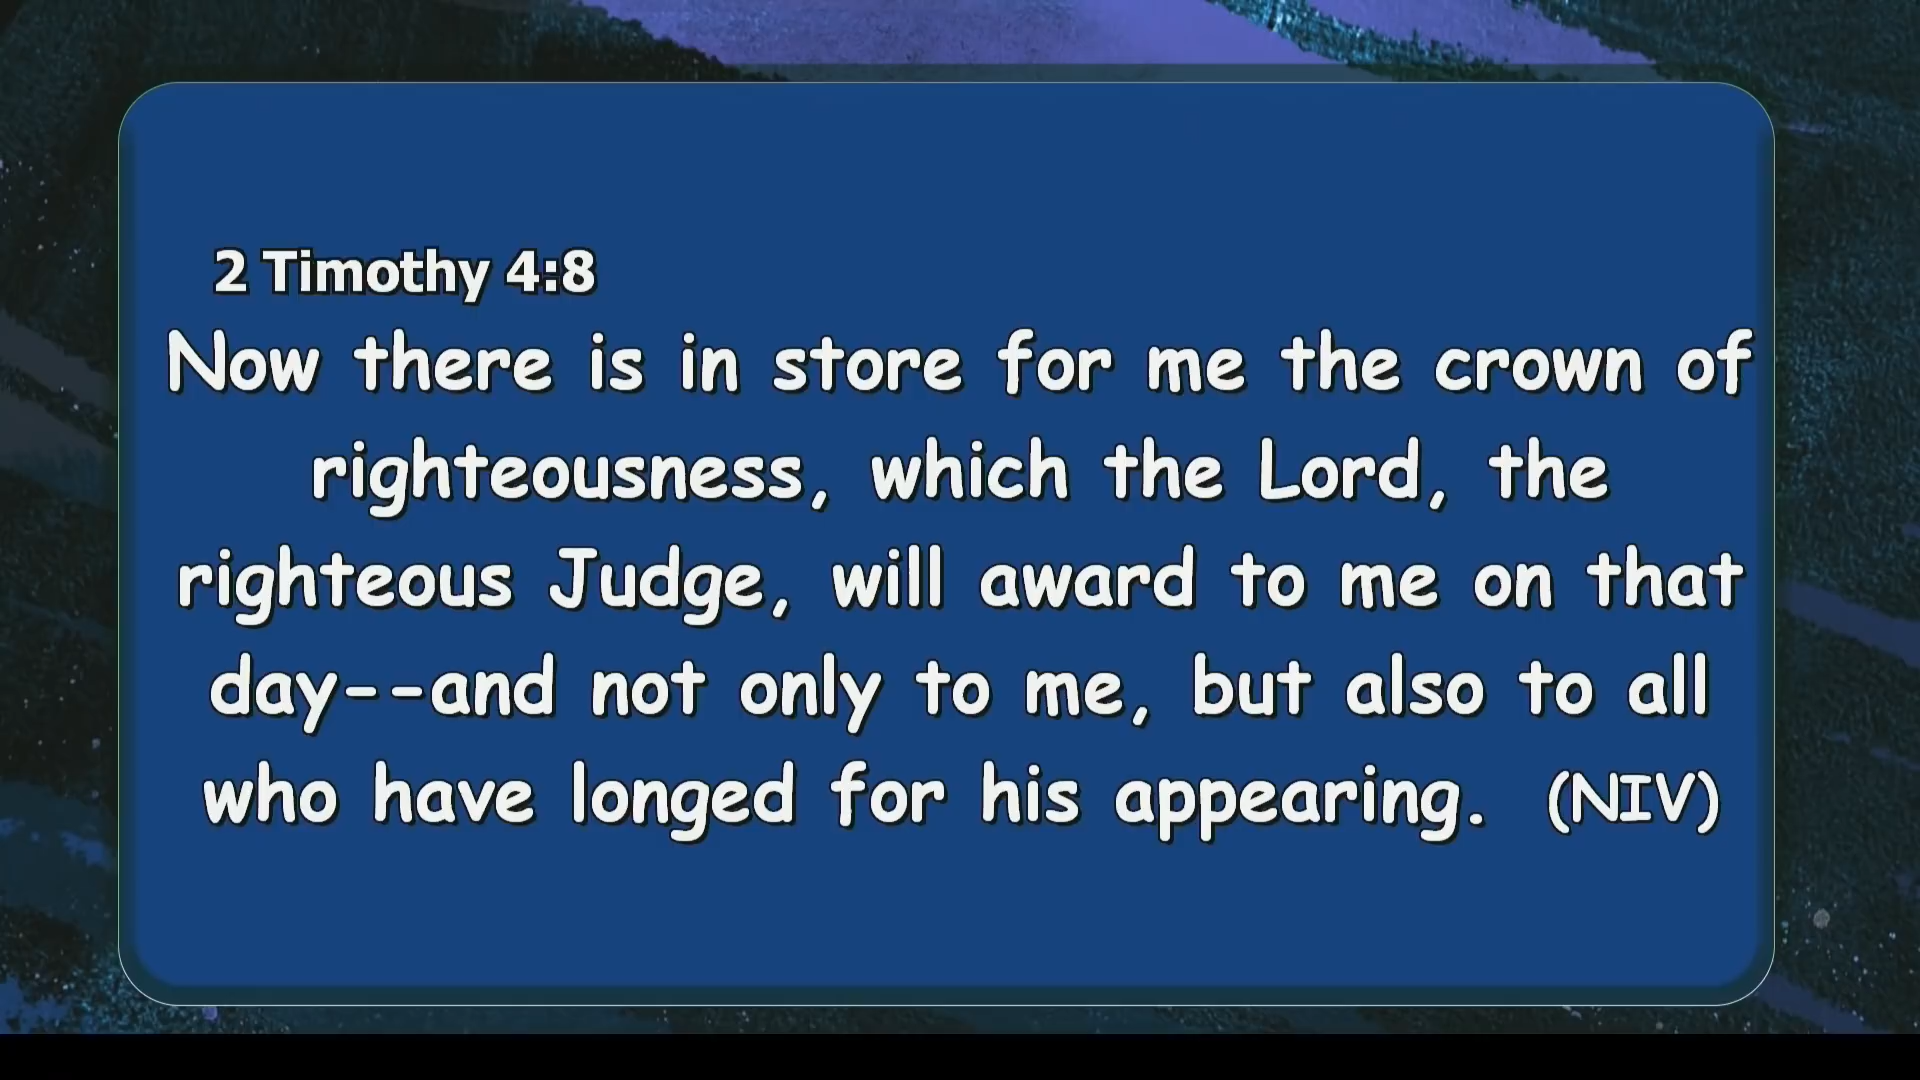 2 Timothy 4:8
Now there is in store for me the crown of
righteousness, which the Lord, the
righteous Judge, will award to me on that
day--and not only to me, but also to all
who have longed for his appearing. (NIV)